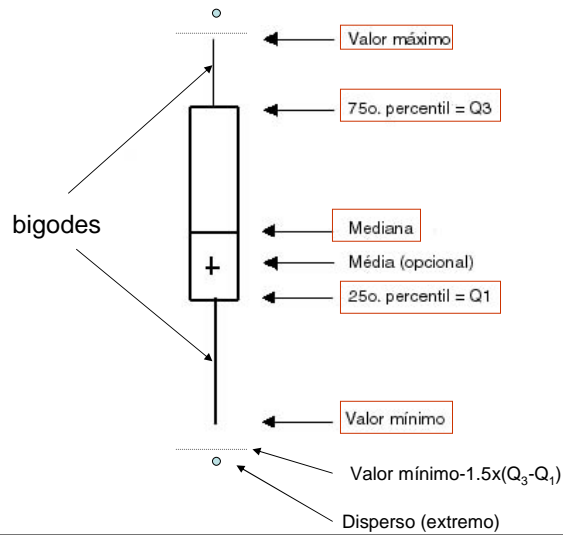 Valor máximo
75o. percentil = Q3
bigodes
Mediana
+
Média (opcional)
25o. percentil = Q1
Valor mínimo
Valor mínimo-1.5x(Q₃-Q₁)
Disperso (extremo)